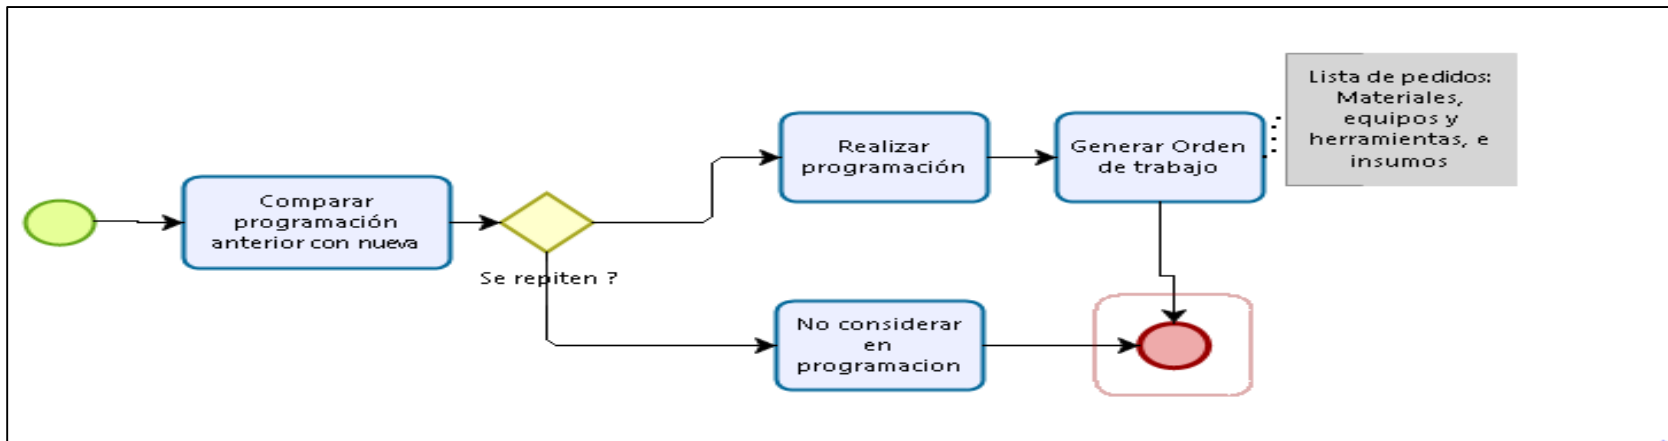 Comparar
programación
anterior con nueva
Se repiten ?
Realizar
programación
Generar Orden
de trabajo
Lista de pedidos:
Materiales,
equipos y
herramientas, e
insumos
No considerar
en
programacion